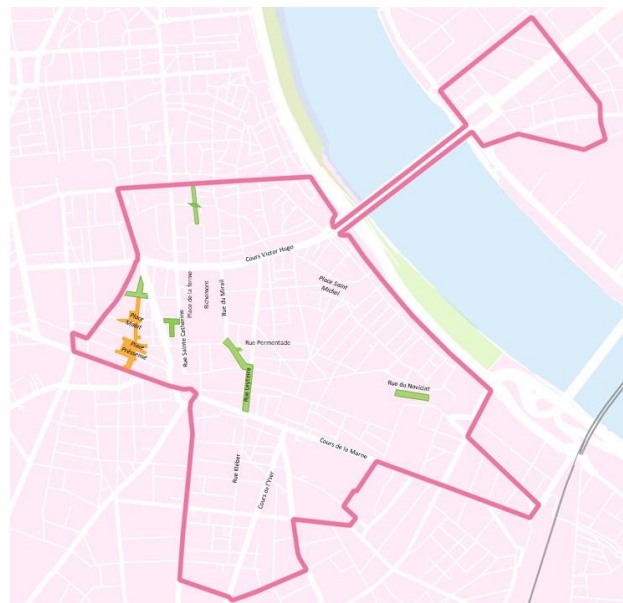 Cours Victor Hugo
Place Saint
Michel
Place de la ferme
Richemont
Rue du Mirail
Rue Sainte Catherine
Place
Rue Permentade
Rue Leyteire
Rue du Noviciat
Cours de la Marne
Rue Kléber
Cours de l'Yser